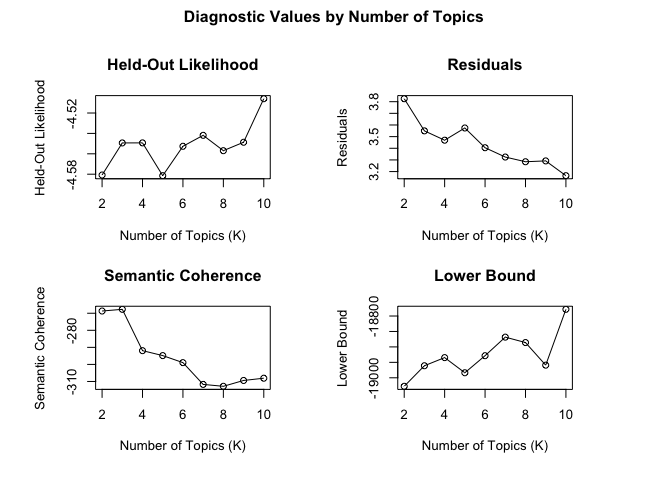 Diagnostic Values by Number of Topics
Held-Out Likelihood
Held-Out Likelihood
-4.58
-4.52
2 4 6 8 10
Number of Topics (K)
Residuals
Residuals
3.2
3.5
3.8
2 4 6 8 10
Number of Topics (K)
Semantic Coherence
Semantic Coherence
-310
-280
2 4 6 8 10
Number of Topics (K)
Lower Bound
Lower Bound
-19000
-18800
2 4 6 8 10
Number of Topics (K)